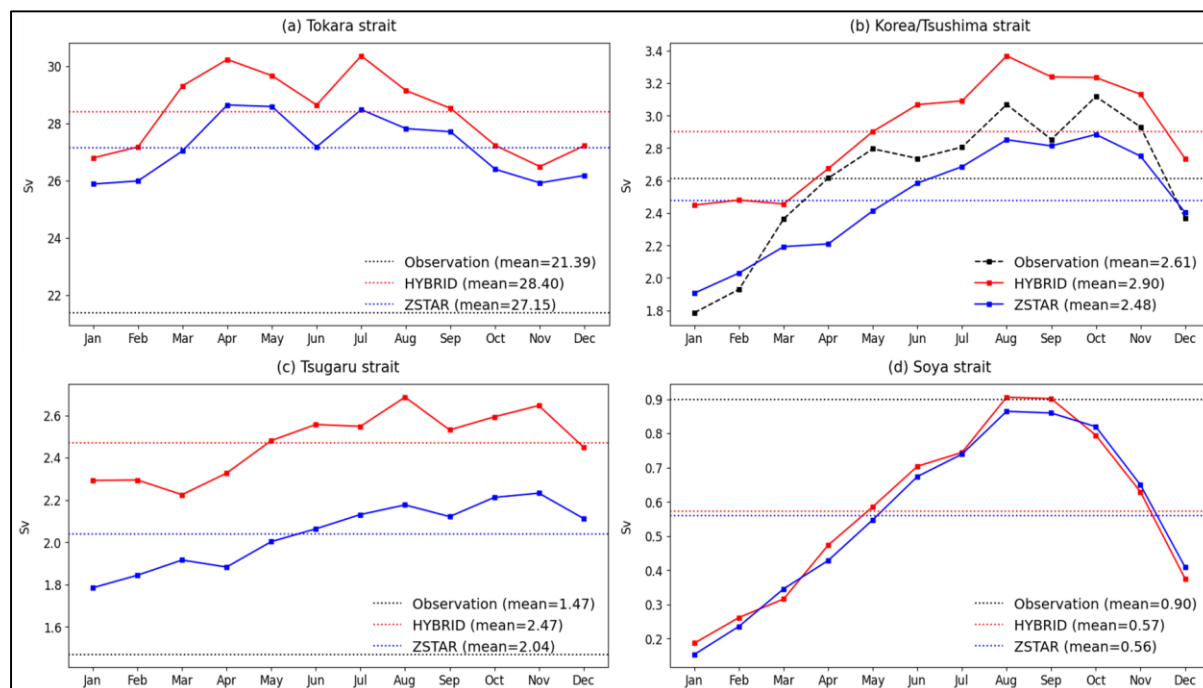 (a) Tokara strait
30
28
26
24
22
Sv
Observation (mean=21.39)
HYBRID (mean=28.40)
ZSTAR (mean=27.15)
Jan Feb Mar Apr May Jun Jul Aug Sep Oct Nov Dec
(b) Korea/Tsushima strait
3.4
3.2
3.0
2.8
2.6
2.4
2.2
2.0
1.8
Sv
Observation (mean=2.61)
HYBRID (mean=2.90)
ZSTAR (mean=2.48)
Jan Feb Mar Apr May Jun Jul Aug Sep Oct Nov Dec
(c) Tsugaru strait
2.6
2.4
2.2
2.0
1.8
1.6
Sv
Observation (mean=1.47)
HYBRID (mean=2.47)
ZSTAR (mean=2.04)
Jan Feb Mar Apr May Jun Jul Aug Sep Oct Nov Dec
(d) Soya strait
0.9
0.8
0.7
0.6
0.5
0.4
0.3
0.2
Sv
Observation (mean=0.90)
HYBRID (mean=0.57)
ZSTAR (mean=0.56)
Jan Feb Mar Apr May Jun Jul Aug Sep Oct Nov Dec